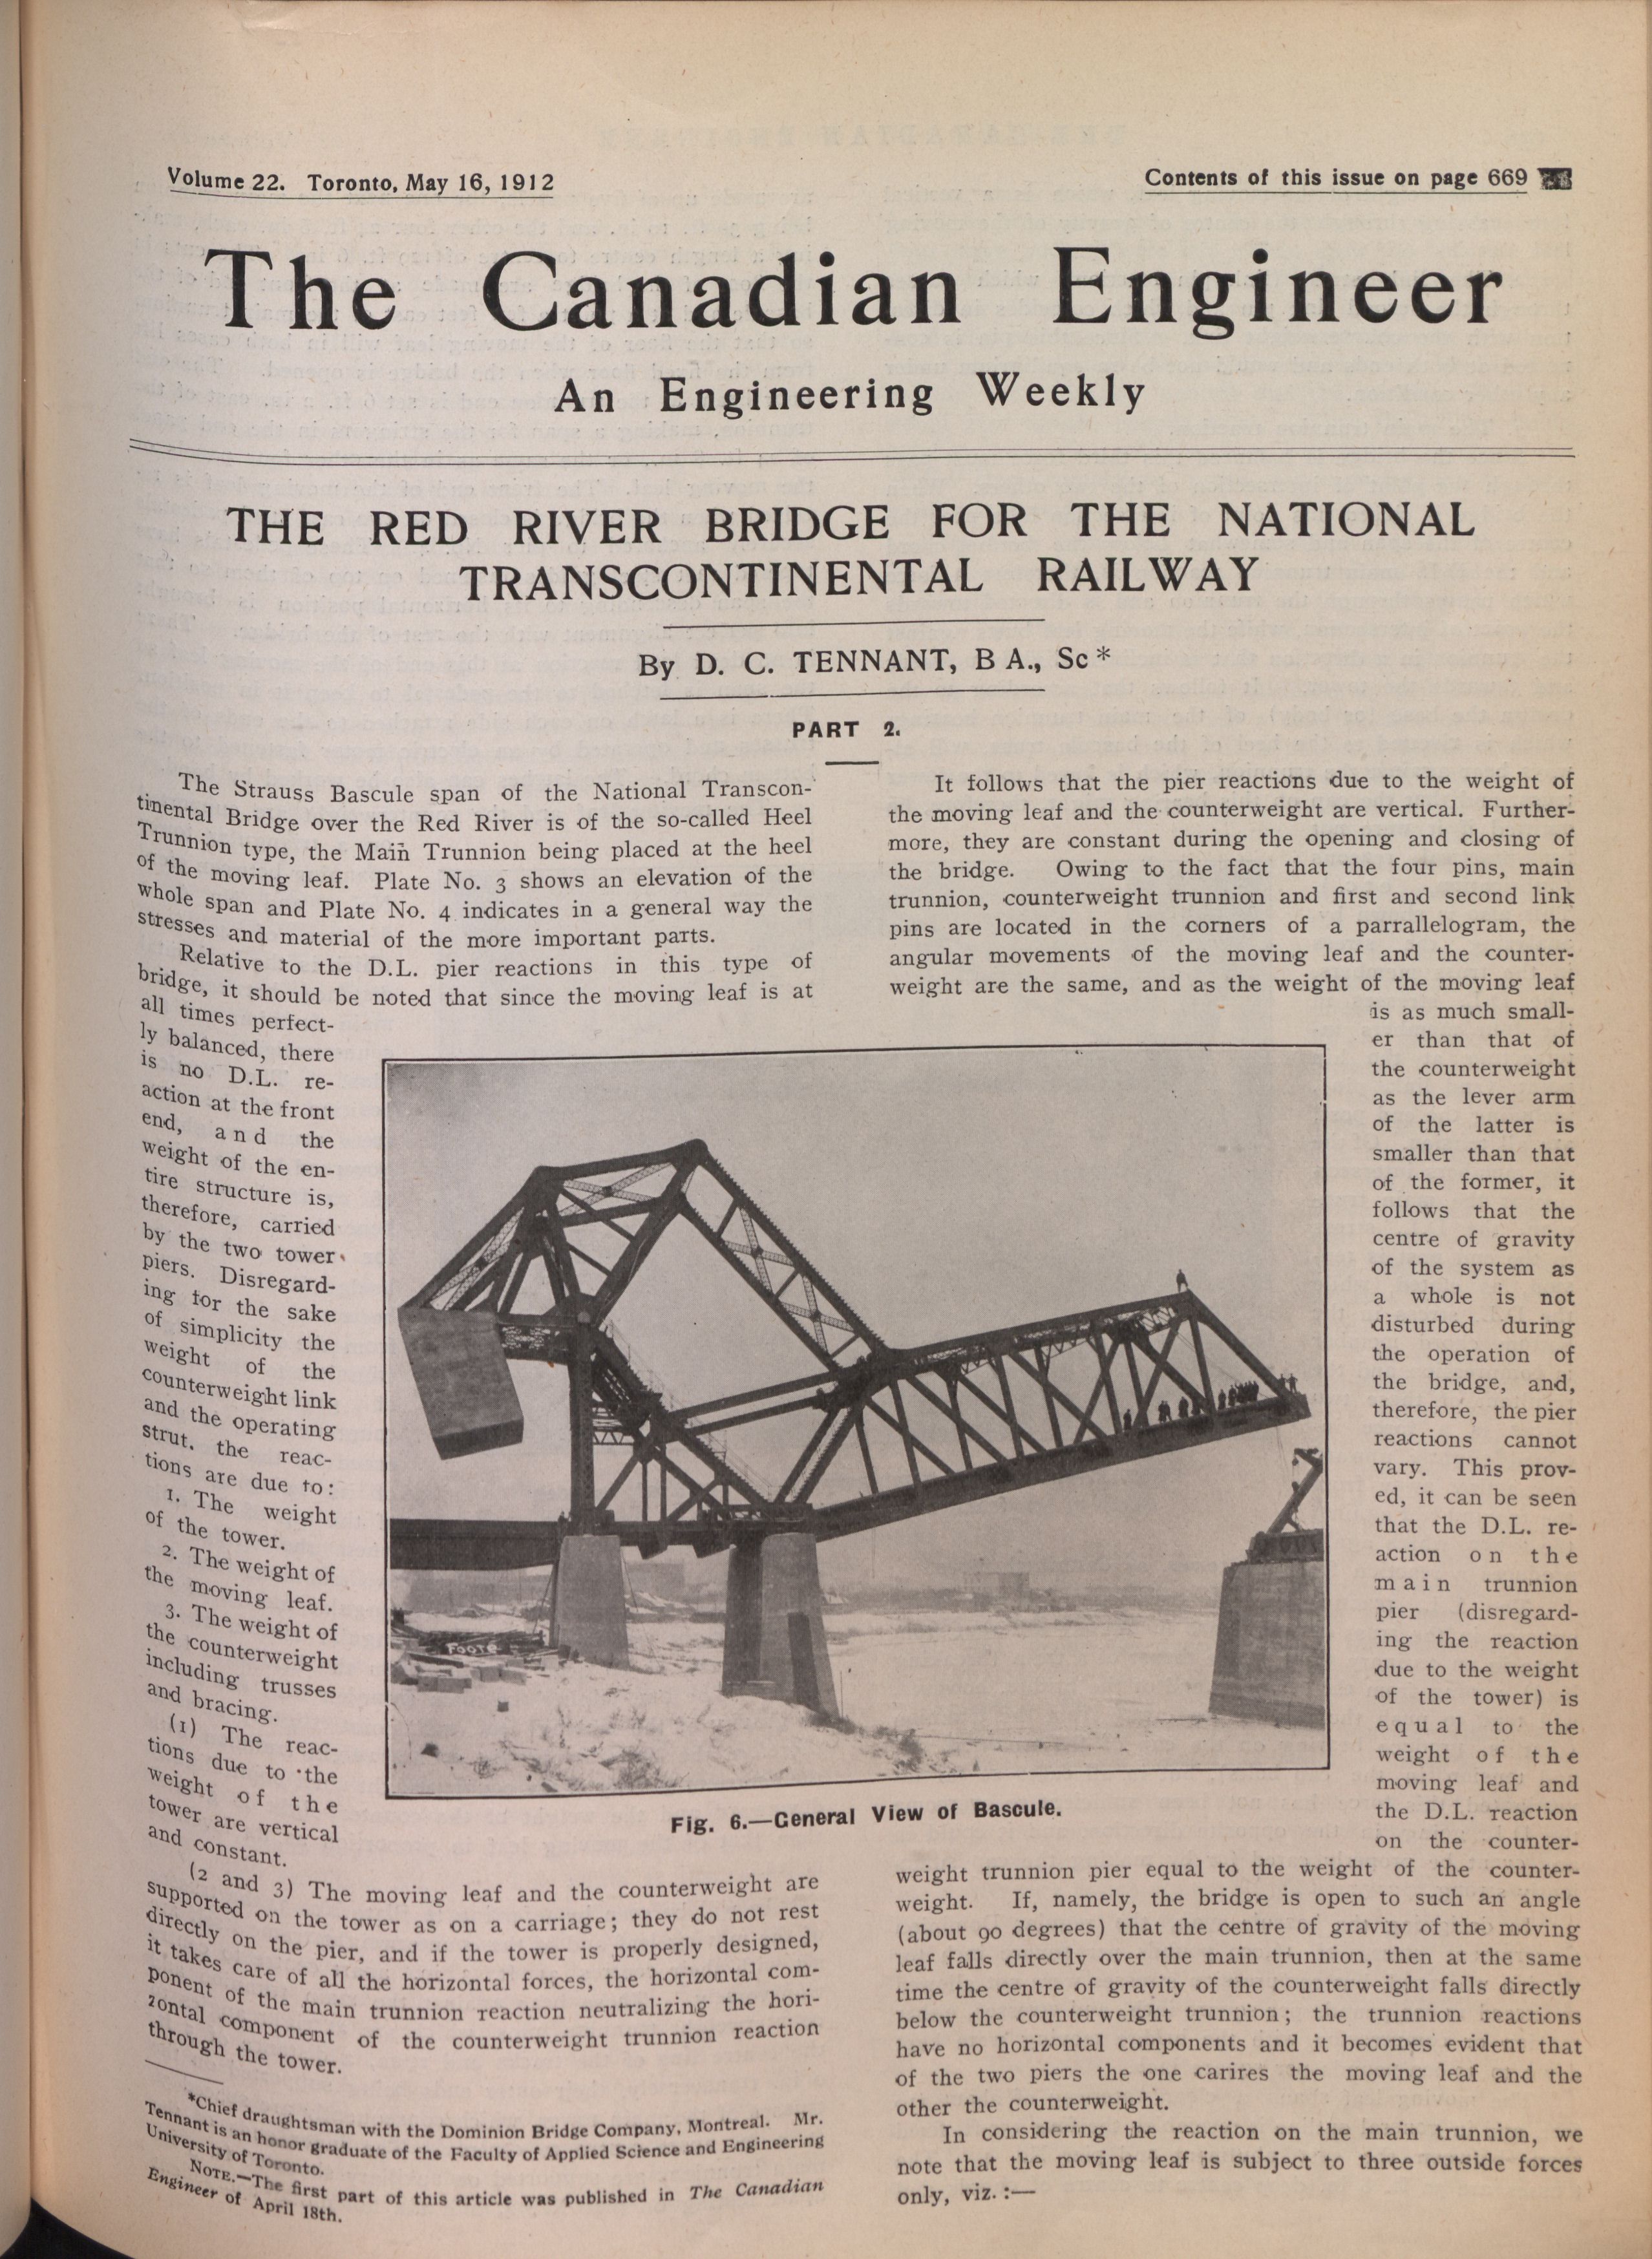 Volume 22. Toronto, May 16, 1912
Contents of this issue on page 669
The Canadian Engineer
An Engineering Weekly
THE RED RIVER BRIDGE FOR THE NATIONAL
TRANSCONTINENTAL RAILWAY
By D. C. TENNANT, B A., Sc*
PART 2.
The Strauss Bascule span of the National Transcon-
tinental Bridge over the Red River is of the so-called Heel
Trunnion type, the Main Trunnion being placed at the heel
of the moving leaf. Plate No. 3 shows an elevation of the
whole span and Plate No. 4 indicates in a general way the
stresses and material of the more important parts.
Relative to the D.L. pier reactions in this type of
bridge, it should be noted that since the moving leaf is at
all times perfect-
ly balanced, there
is no D.L. re-
action at the front
end, and the
weight of the en-
tire structure is,
therefore, carried
by the two tower
piers. Disregard-
ing for the sake
of simplicity the
weight of the
counterweight link
and the operating
strut, the reac-
tions are due to:
1. The weight
of the tower.
2. The weight of
the moving leaf.
3. The weight of
the counterweight
including trusses
and bracing.
(1) The reac-
tions due to the
weight of the
tower are vertical
and constant.
(2 and 3) The moving leaf and the counterweight are
supported on the tower as on a carriage; they do not rest
directly on the pier, and if the tower is properly designed,
it takes care of all the horizontal forces, the horizontal com-
ponent of the main trunnion reaction neutralizing the hori-
zontal component of the counterweight trunnion reaction
through the tower.
*Chief draughtsman with the Dominion Bridge Company, Montreal. Mr.
Tennant is an honor graduate of the Faculty of Applied Science and Engineering
University of Toronto.
NOTE.—The first part of this article was published in The Canadian
Engineer of April 18th.
Foote
Fig. 6.—General View of Bascule.
It follows that the pier reactions due to the weight of
the moving leaf and the counterweight are vertical. Further-
more, they are constant during the opening and closing of
the bridge. Owing to the fact that the four pins, main
trunnion, counterweight trunnion and first and second link
pins are located in the corners of a parrallelogram, the
angular movements of the moving leaf and the counter-
weight are the same, and as the weight of the moving leaf
is as much small-
er than that of
the counterweight
as the lever arm
of the latter is
smaller than that
of the former, it
follows that the
centre of gravity
of the system as
a whole is not
disturbed during
the operation of
the bridge, and,
therefore, the pier
reactions cannot
vary. This prov-
ed, it can be seen
that the D.L. re-
action on the
main trunnion
pier (disregard-
ing the reaction
due to the weight
of the tower) is
equal to the
weight of the
moving leaf and
the D.L. reaction
on the counter-
weight trunnion pier equal to the weight of the counter-
weight. If, namely, the bridge is open to such an angle
(about 90 degrees) that the centre of gravity of the moving
leaf falls directly over the main trunnion, then at the same
time the centre of gravity of the counterweight falls directly
below the counterweight trunnion; the trunnion reactions
have no horizontal components and it becomes evident that
of the two piers the one carires the moving leaf and the
other the counterweight.
In considering the reaction on the main trunnion, we
note that the moving leaf is subject to three outside forces
only, viz. :—